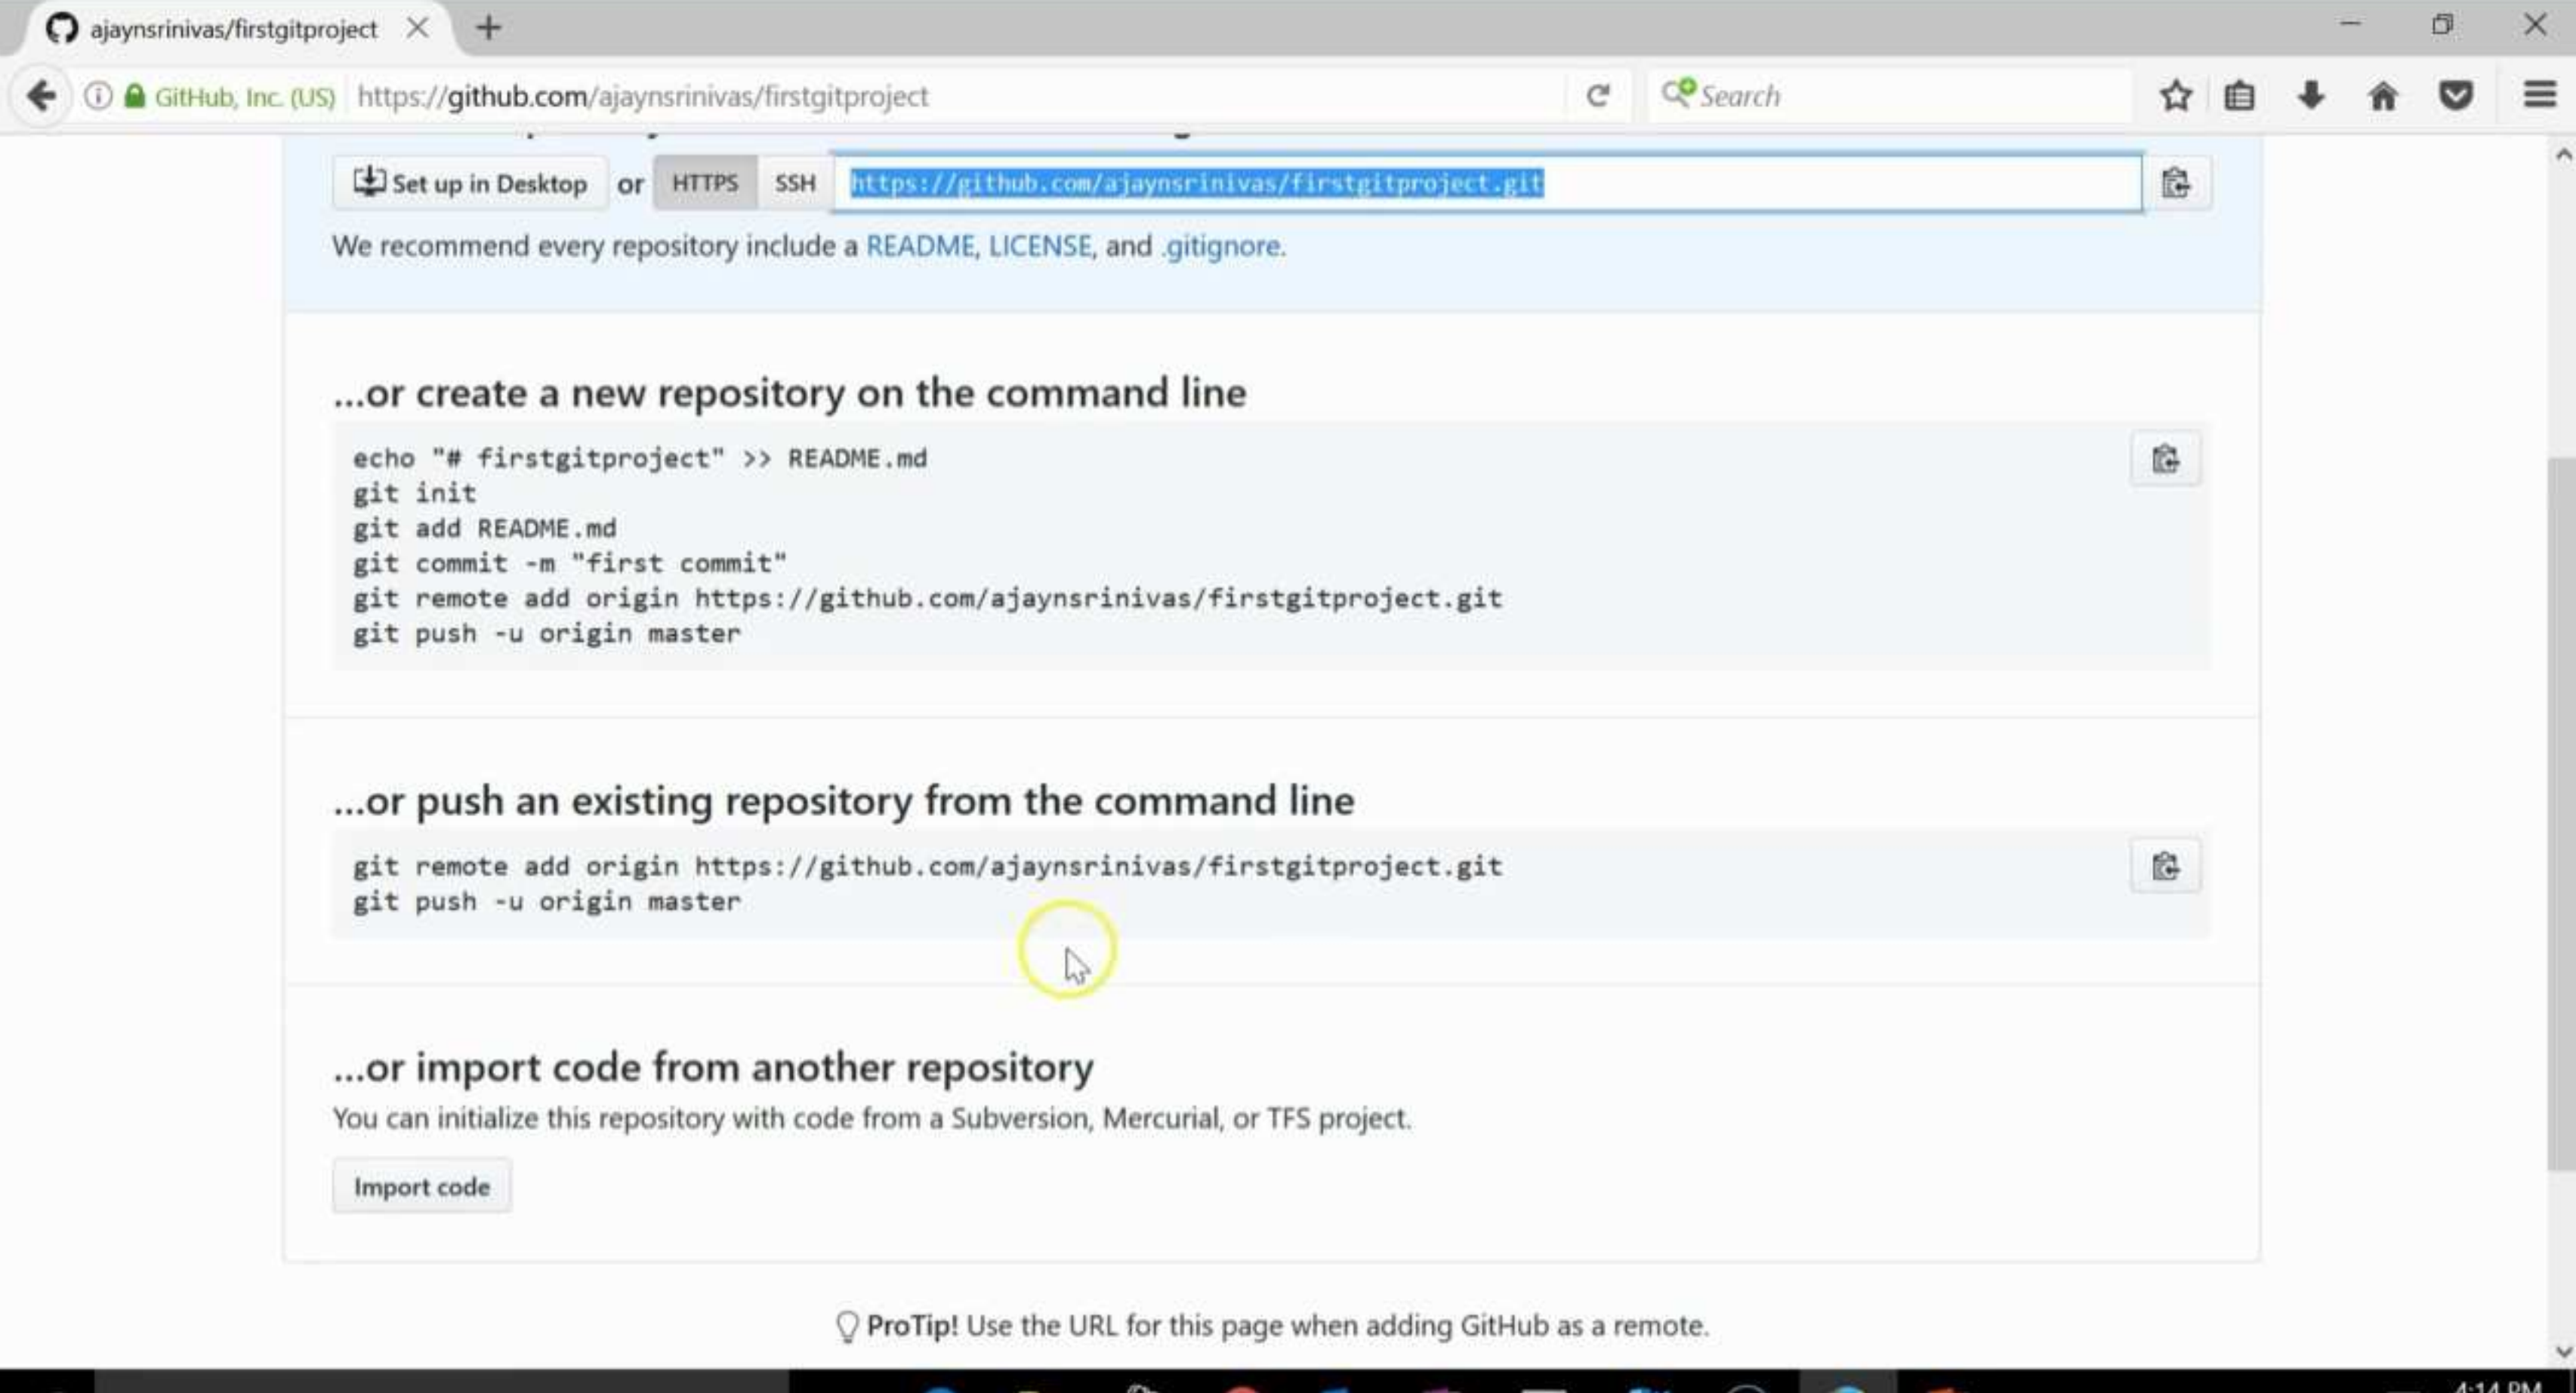 ajaynsrinivas/firstgitproject
GitHub, Inc. (US) https://github.com/ajaynsrinivas/firstgitproject Search
Set up in Desktop or HTTPS SSH https://github.com/ajaynsrinivas/firstgitproject.git
We recommend every repository include a README, LICENSE, and .gitignore.
...or create a new repository on the command line
echo "# firstgitproject" >> README.md
git init
git add README.md
git commit -m "first commit"
git remote add origin https://github.com/ajaynsrinivas/firstgitproject.git
git push -u origin master
...or push an existing repository from the command line
git remote add origin https://github.com/ajaynsrinivas/firstgitproject.git
git push -u origin master
...or import code from another repository
You can initialize this repository with code from a Subversion, Mercurial, or TFS project.
Import code
ProTip! Use the URL for this page when adding GitHub as a remote.
4:14 PM